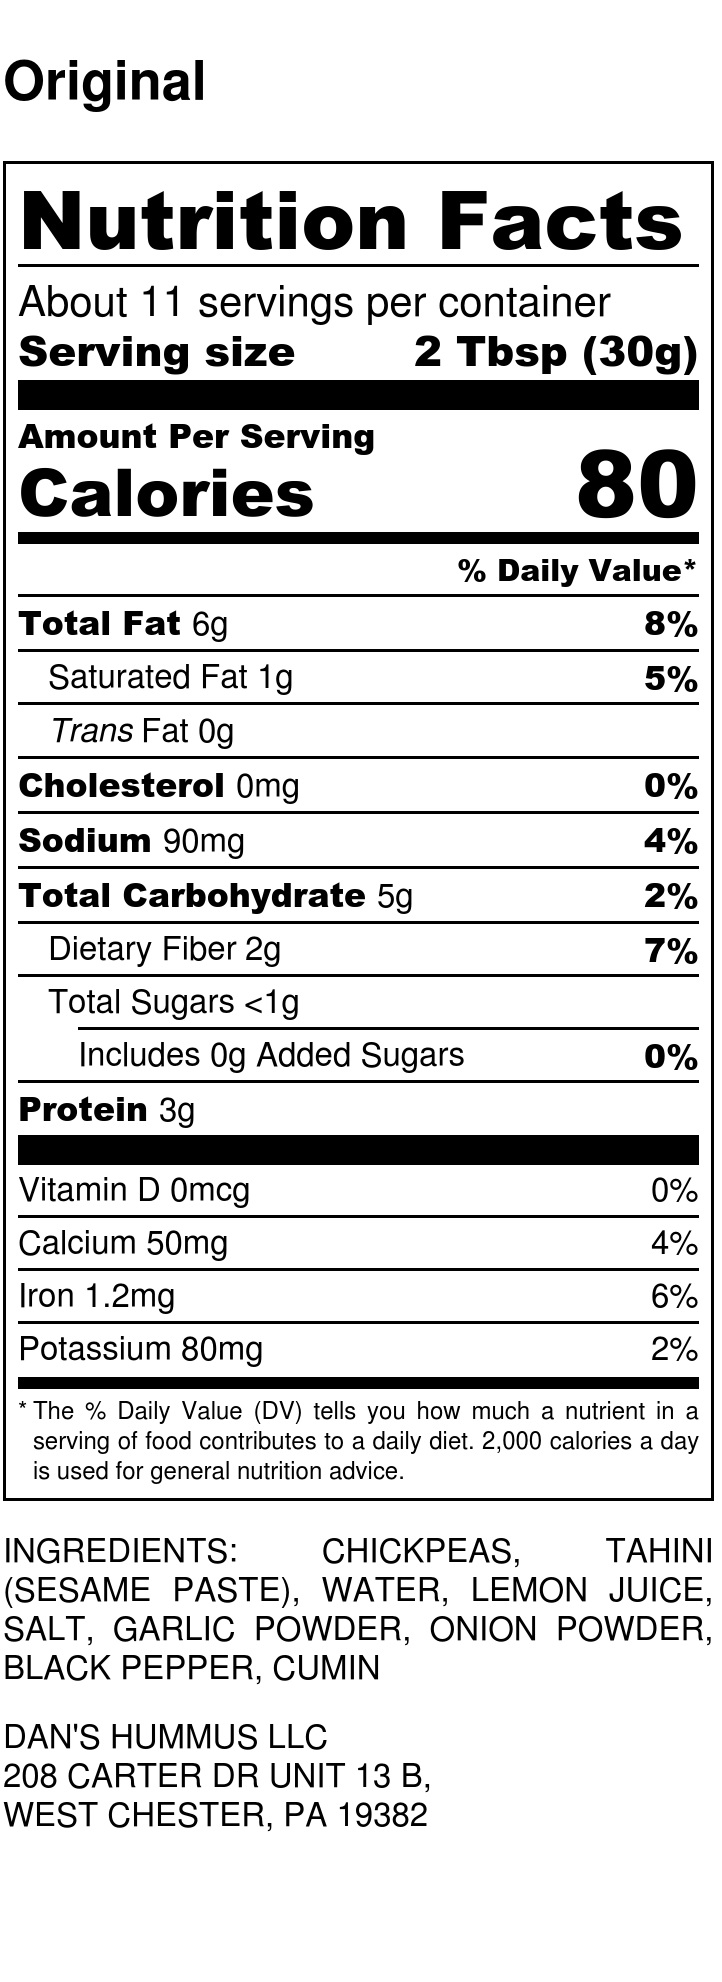 Original
Nutrition Facts
About 11 servings per container
Serving size 2 Tbsp (30g)
Amount Per Serving
Calories 80
% Daily Value*
Total Fat 6g 8%
Saturated Fat 1g 5%
Trans Fat 0g
Cholesterol 0mg 0%
Sodium 90mg 4%
Total Carbohydrate 5g 2%
Dietary Fiber 2g 7%
Total Sugars <1g
Includes 0g Added Sugars 0%
Protein 3g
Vitamin D 0mcg 0%
Calcium 50mg 4%
Iron 1.2mg 6%
Potassium 80mg 2%
* The % Daily Value (DV) tells you how much a nutrient in a
serving of food contributes to a daily diet. 2,000 calories a day
is used for general nutrition advice.
INGREDIENTS: CHICKPEAS, TAHINI
(SESAME PASTE), WATER, LEMON JUICE,
SALT, GARLIC POWDER, ONION POWDER,
BLACK PEPPER, CUMIN
DAN'S HUMMUS LLC
208 CARTER DR UNIT 13 B,
WEST CHESTER, PA 19382